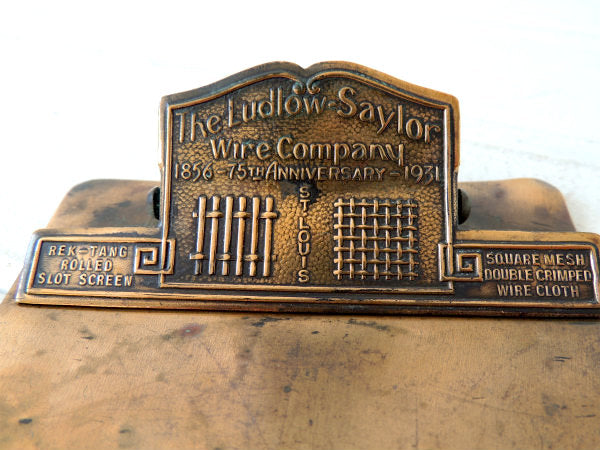 The Ludlow-Saylor
Wire Company
1856-75TH ANNIVERSARY-1931
ST. LOUIS
REK-TANG
ROLLED
SLOT SCREEN
SQUARE MESH
DOUBLE CRIMPED
WIRE CLOTH